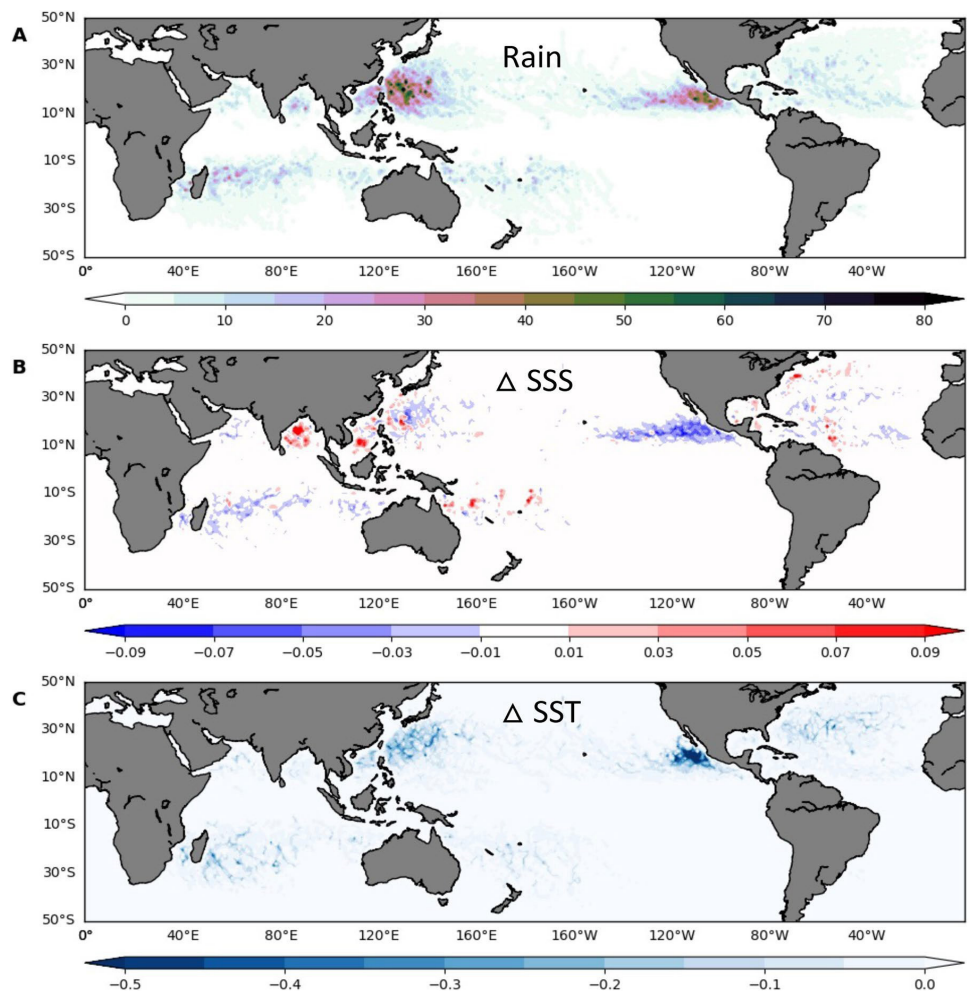 A
Rain
50°N
30°N
10°N
10°S
30°S
50°S
0° 40°E 80°E 120°E 160°E 160°W 120°W 80°W 40°W
0 10 20 30 40 50 60 70 80
B
△ SSS
50°N
30°N
10°N
10°S
30°S
50°S
0° 40°E 80°E 120°E 160°E 160°W 120°W 80°W 40°W
−0.09 −0.07 −0.05 −0.03 −0.01 0.01 0.03 0.05 0.07 0.09
C
△ SST
50°N
30°N
10°N
10°S
30°S
50°S
0° 40°E 80°E 120°E 160°E 160°W 120°W 80°W 40°W
−0.5 −0.4 −0.3 −0.2 −0.1 0.0